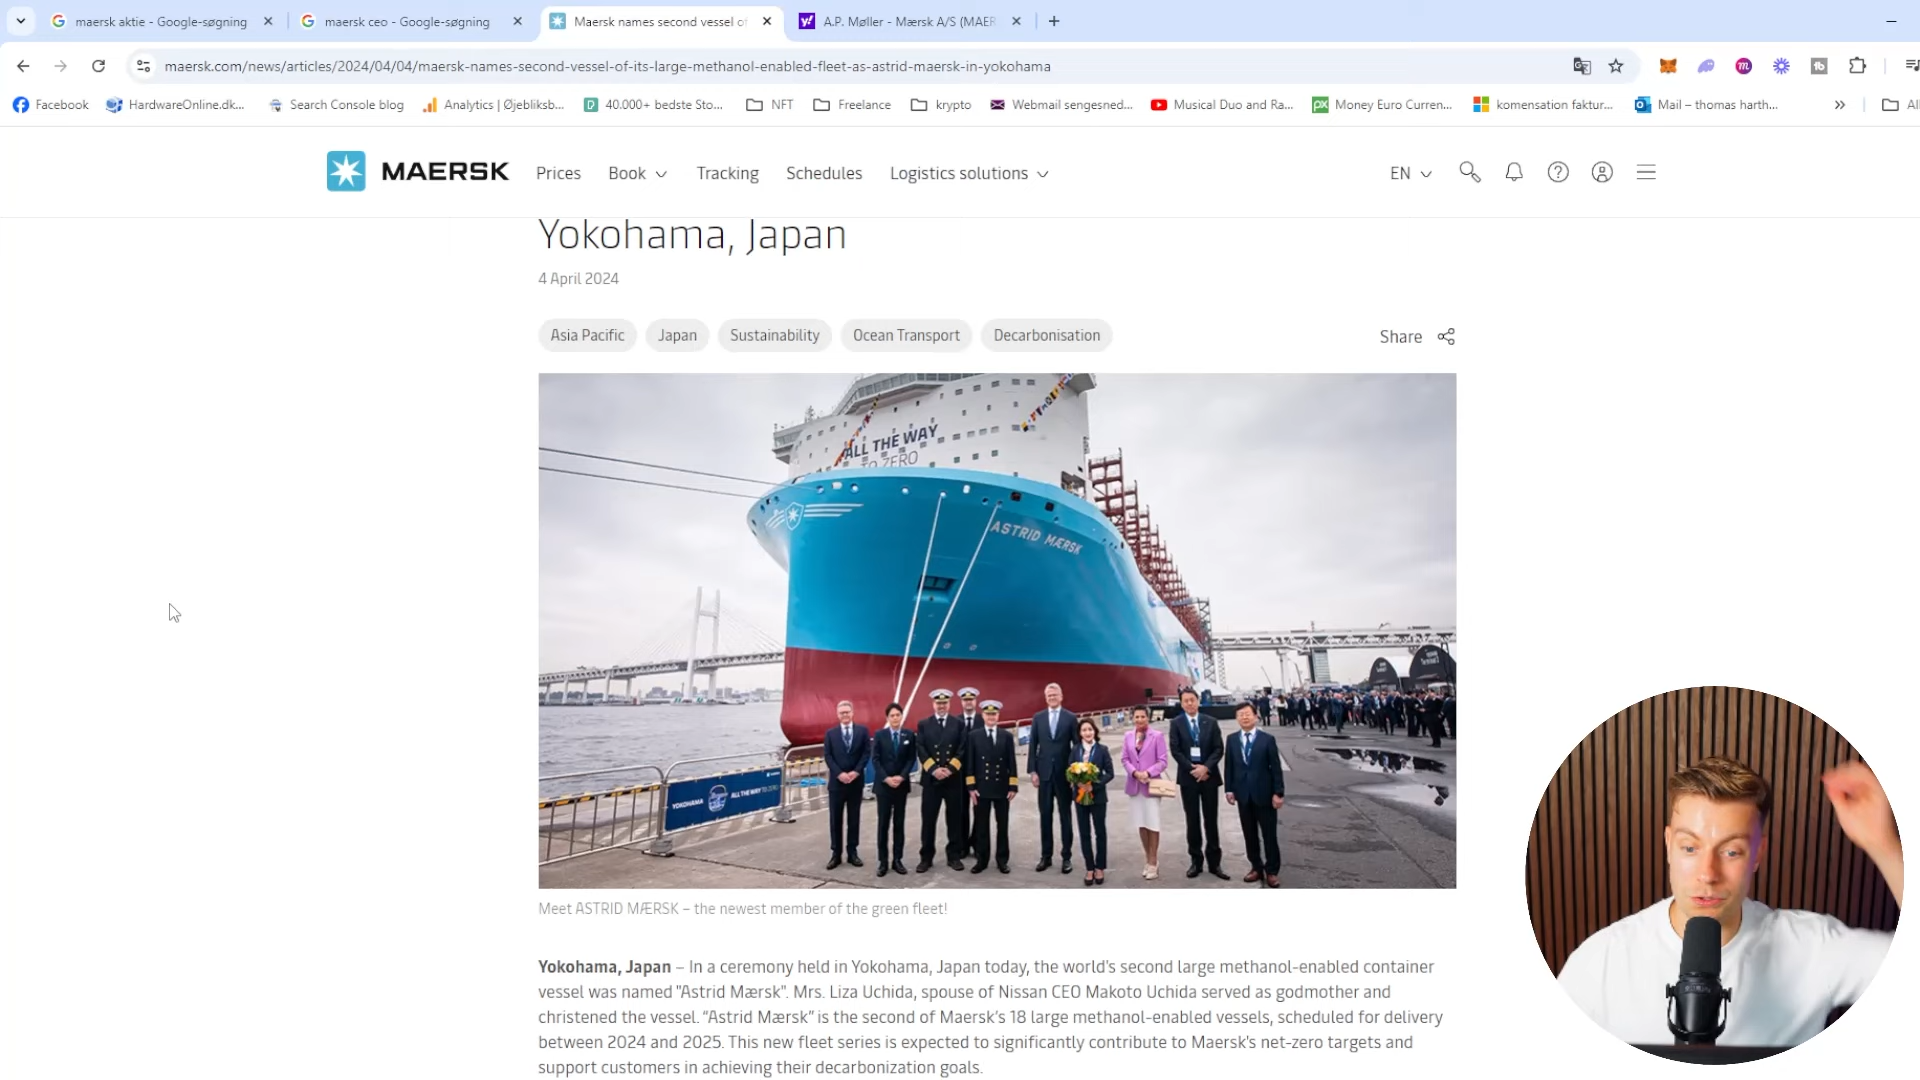 maersk aktie - Google-søgning
maersk ceo - Google-søgning
Maersk names second vessel of
A.P. Møller - Mærsk A/S (MAER
maersk.com/news/articles/2024/04/04/maersk-names-second-vessel-of-its-large-methanol-enabled-fleet-as-astrid-maersk-in-yokohama
Facebook
HardwareOnline.dk...
Search Console blog
Analytics | Øjebliksb...
40.000+ bedste Sto...
NFT
Freelance
krypto
Webmail sengesned...
Musical Duo and Ra...
Money Euro Curren...
komensation faktur...
Mail – thomas harth...
»
MAERSK
Prices
Book
Tracking
Schedules
Logistics solutions
EN
Yokohama, Japan
4 April 2024
Asia Pacific
Japan
Sustainability
Ocean Transport
Decarbonisation
Share
ALL THE WAY
TO ZERO
ASTRID MÆRSK
YOKOHAMA
ALL THE WAY TO ZERO
Meet ASTRID MÆRSK – the newest member of the green fleet!
Yokohama, Japan – In a ceremony held in Yokohama, Japan today, the world's second large methanol-enabled container
vessel was named "Astrid Mærsk". Mrs. Liza Uchida, spouse of Nissan CEO Makoto Uchida served as godmother and
christened the vessel. “Astrid Mærsk” is the second of Maersk’s 18 large methanol-enabled vessels, scheduled for delivery
between 2024 and 2025. This new fleet series is expected to significantly contribute to Maersk's net-zero targets and
support customers in achieving their decarbonization goals.